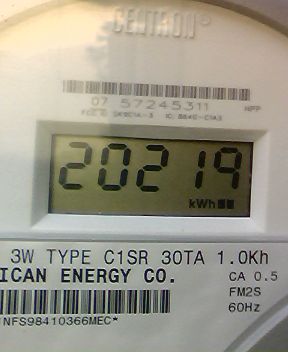 CENTRON®
07 57245311 HPP
20219
kWh
3W TYPE C1SR 30TA 1.0Kh
ICAN ENERGY CO.
CA 0.5
FM2S
60Hz
NFS98410366MEC*